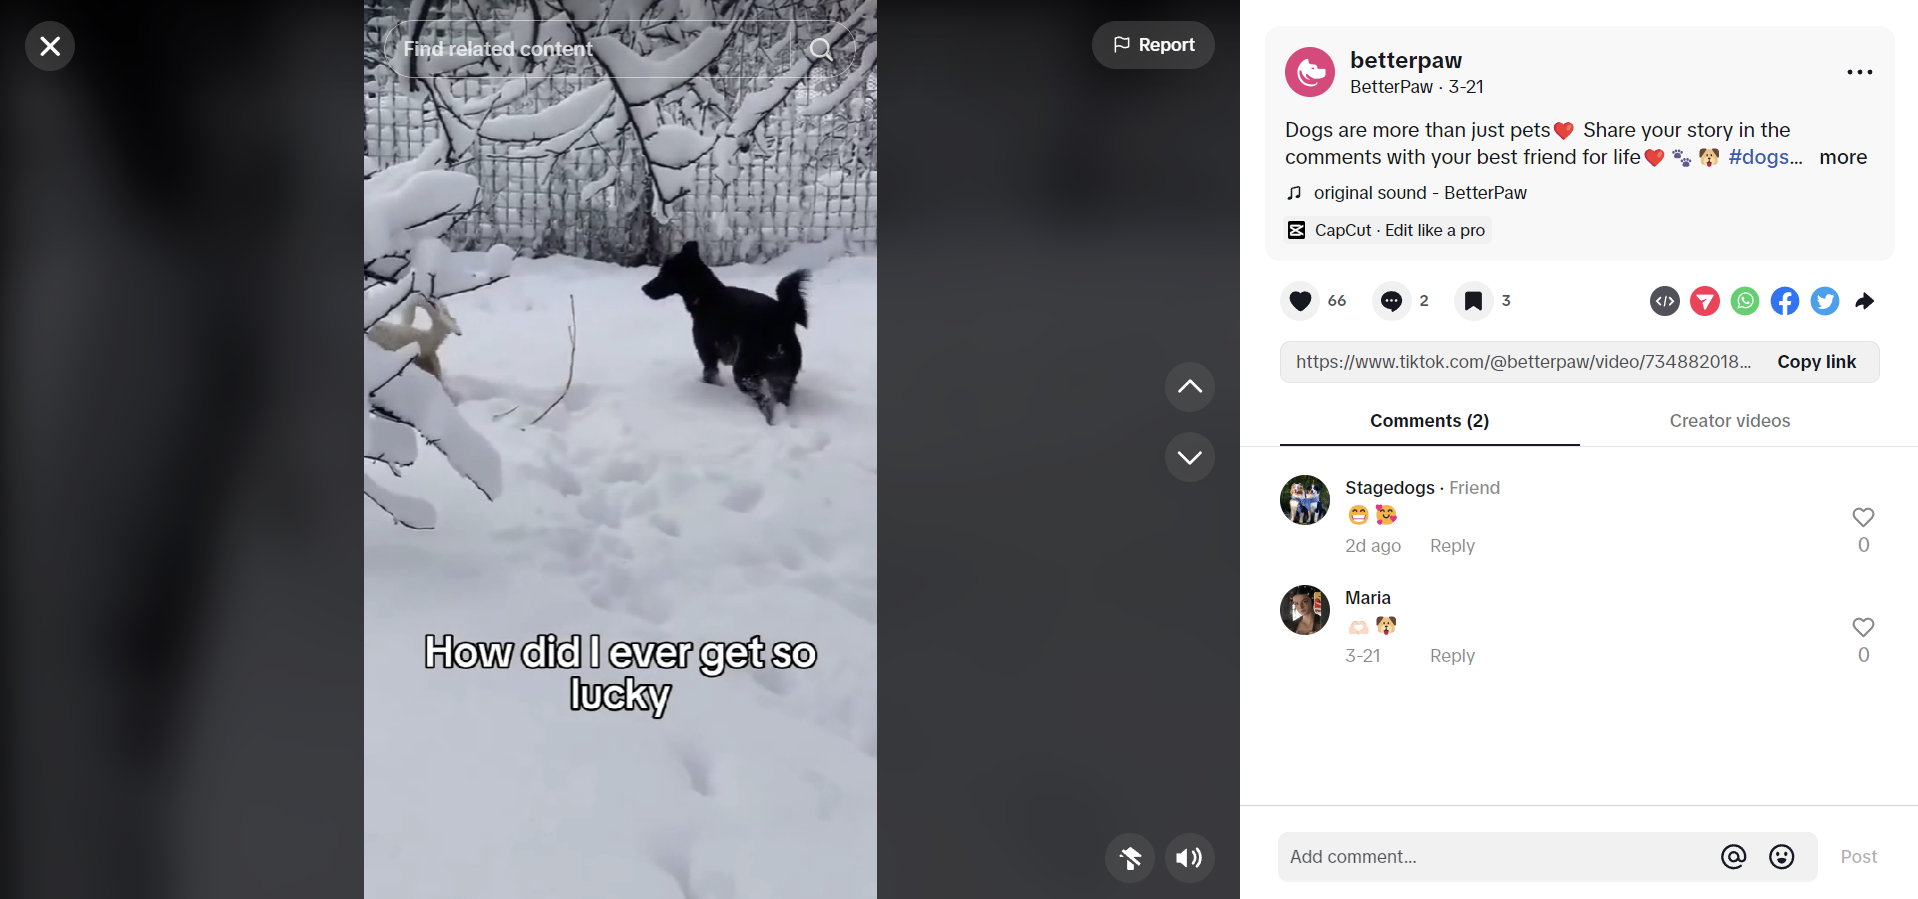 Find related content
Report
How did I ever get so
lucky
betterpaw
BetterPaw · 3-21
Dogs are more than just pets❤️ Share your story in the
comments with your best friend for life❤️ 🐾 🐶 #dogs... more
original sound - BetterPaw
CapCut · Edit like a pro
66
2
3
https://www.tiktok.com/@betterpaw/video/734882018...
Copy link
Comments (2)
Creator videos
Stagedogs · Friend
😁🥰
2d ago Reply
0
Maria
🫶🏻🐶
3-21 Reply
0
Add comment...
Post